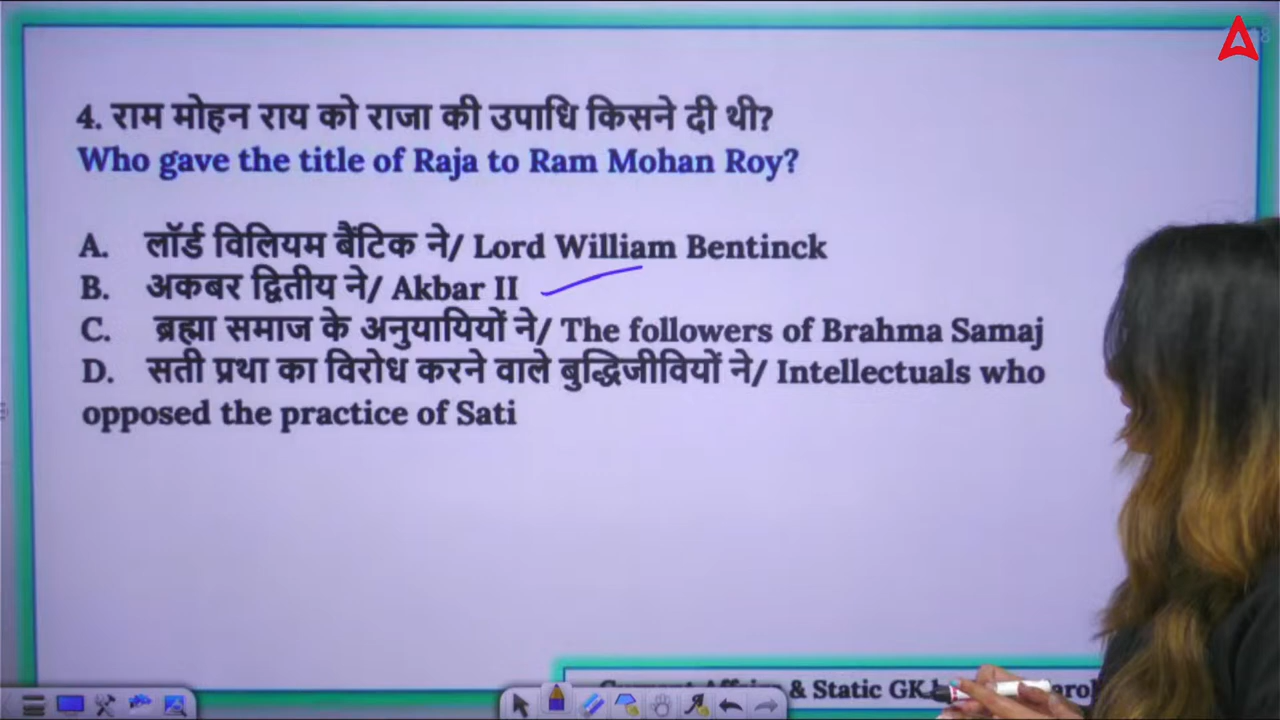 4. राम मोहन राय को राजा की उपाधि किसने दी थी?
Who gave the title of Raja to Ram Mohan Roy?
A. लॉर्ड विलियम बैंटिक ने/ Lord William Bentinck
B. अकबर द्वितीय ने/ Akbar II
C. ब्रह्मा समाज के अनुयायियों ने/ The followers of Brahma Samaj
D. सती प्रथा का विरोध करने वाले बुद्धिजीवियों ने/ Intellectuals who
opposed the practice of Sati
& Static GK